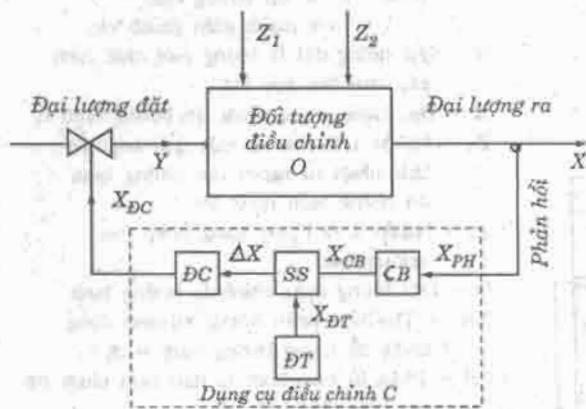 Z1
Z2
Đại lượng đặt
Đối tượng
điều chỉnh
O
Đại lượng ra
Y
X
XĐC
Phản hồi
ĐC
ΔX
SS
XCB
CB
XPH
XĐT
ĐT
Dụng cụ điều chỉnh C